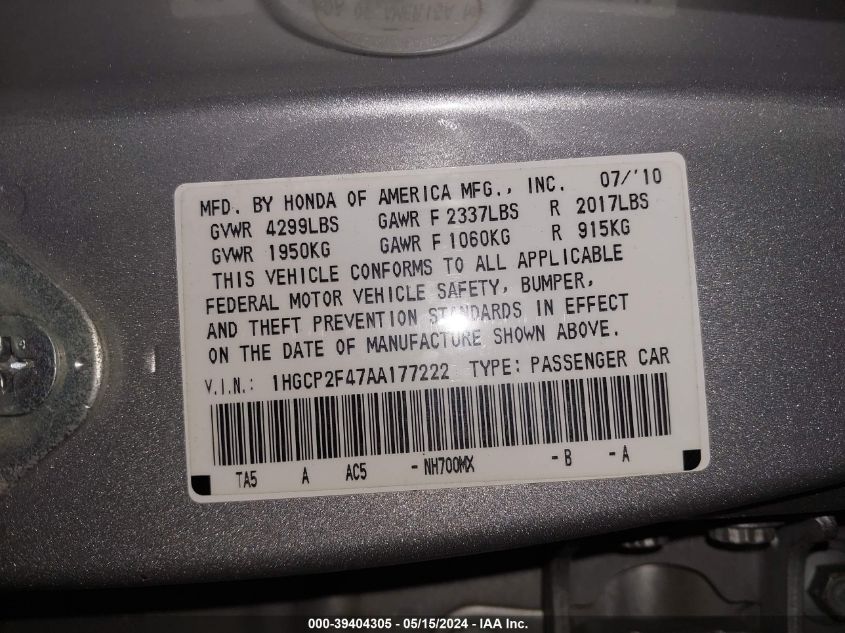 MFD. BY HONDA OF AMERICA MFG., INC. 07/'10
GVWR 4299LBS GAWR F 2337LBS R 2017LBS
GVWR 1950KG GAWR F 1060KG R 915KG
THIS VEHICLE CONFORMS TO ALL APPLICABLE
FEDERAL MOTOR VEHICLE SAFETY, BUMPER,
AND THEFT PREVENTION STANDARDS IN EFFECT
ON THE DATE OF MANUFACTURE SHOWN ABOVE.
V.I.N.: 1HGCP2F47AA177222 TYPE: PASSENGER CAR
TA5 A AC5 - NH700MX - B - A
000-39404305 - 05/15/2024 - IAA Inc.